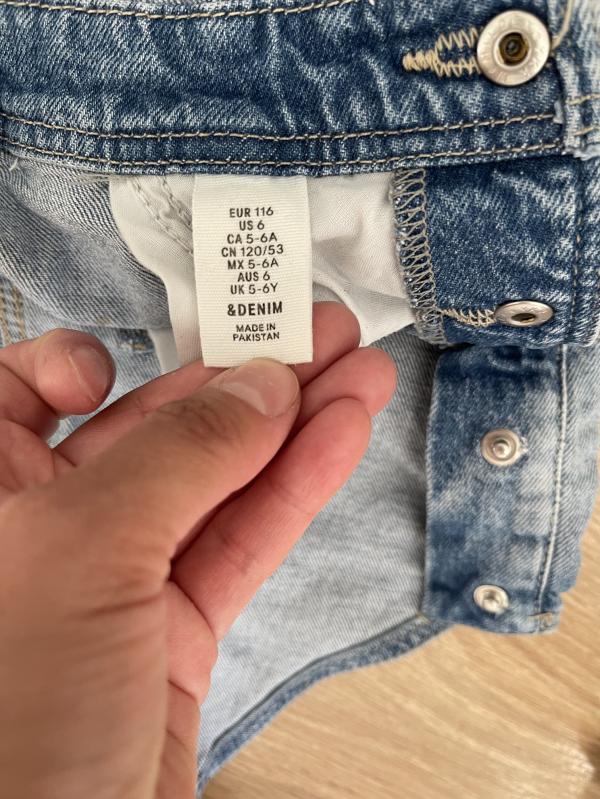 EUR 116
US 6
CA 5-6A
CN 120/53
MX 5-6A
AUS 6
UK 5-6Y
&DENIM
MADE IN
PAKISTAN